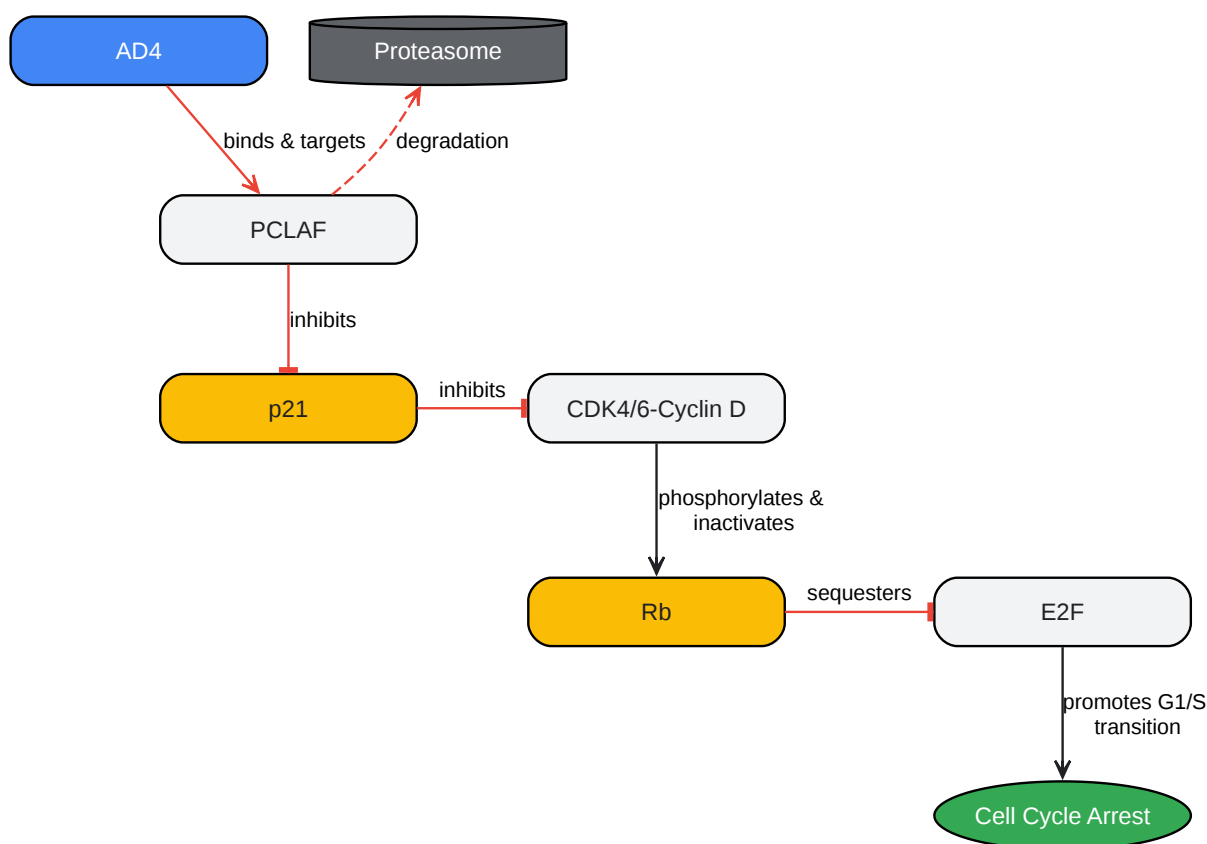 AD4
Proteasome
binds & targets
degradation
PCLAF
inhibits
p21
inhibits
CDK4/6-Cyclin D
phosphorylates &
inactivates
Rb
sequesters
E2F
promotes G1/S
transition
Cell Cycle Arrest